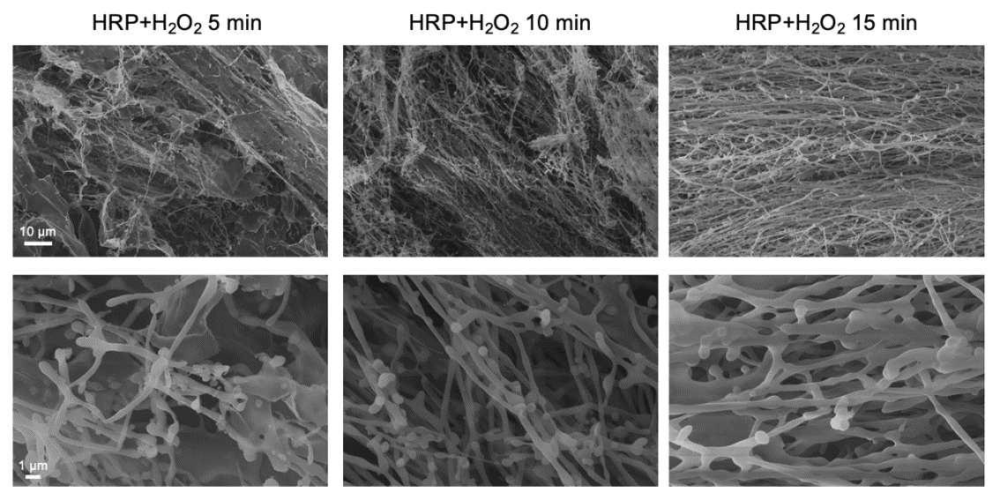 HRP+H₂O₂ 5 min
HRP+H₂O₂ 10 min
HRP+H₂O₂ 15 min
10 μm
1 μm